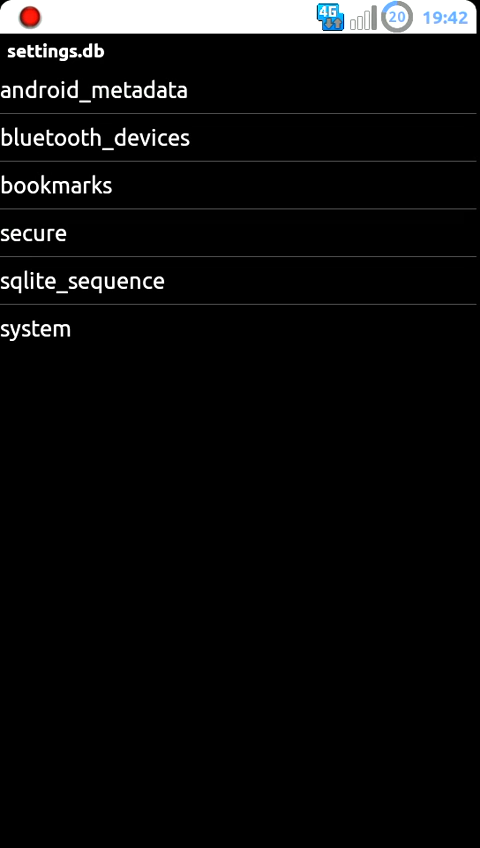 4G
20
19:42
settings.db
android_metadata
bluetooth_devices
bookmarks
secure
sqlite_sequence
system